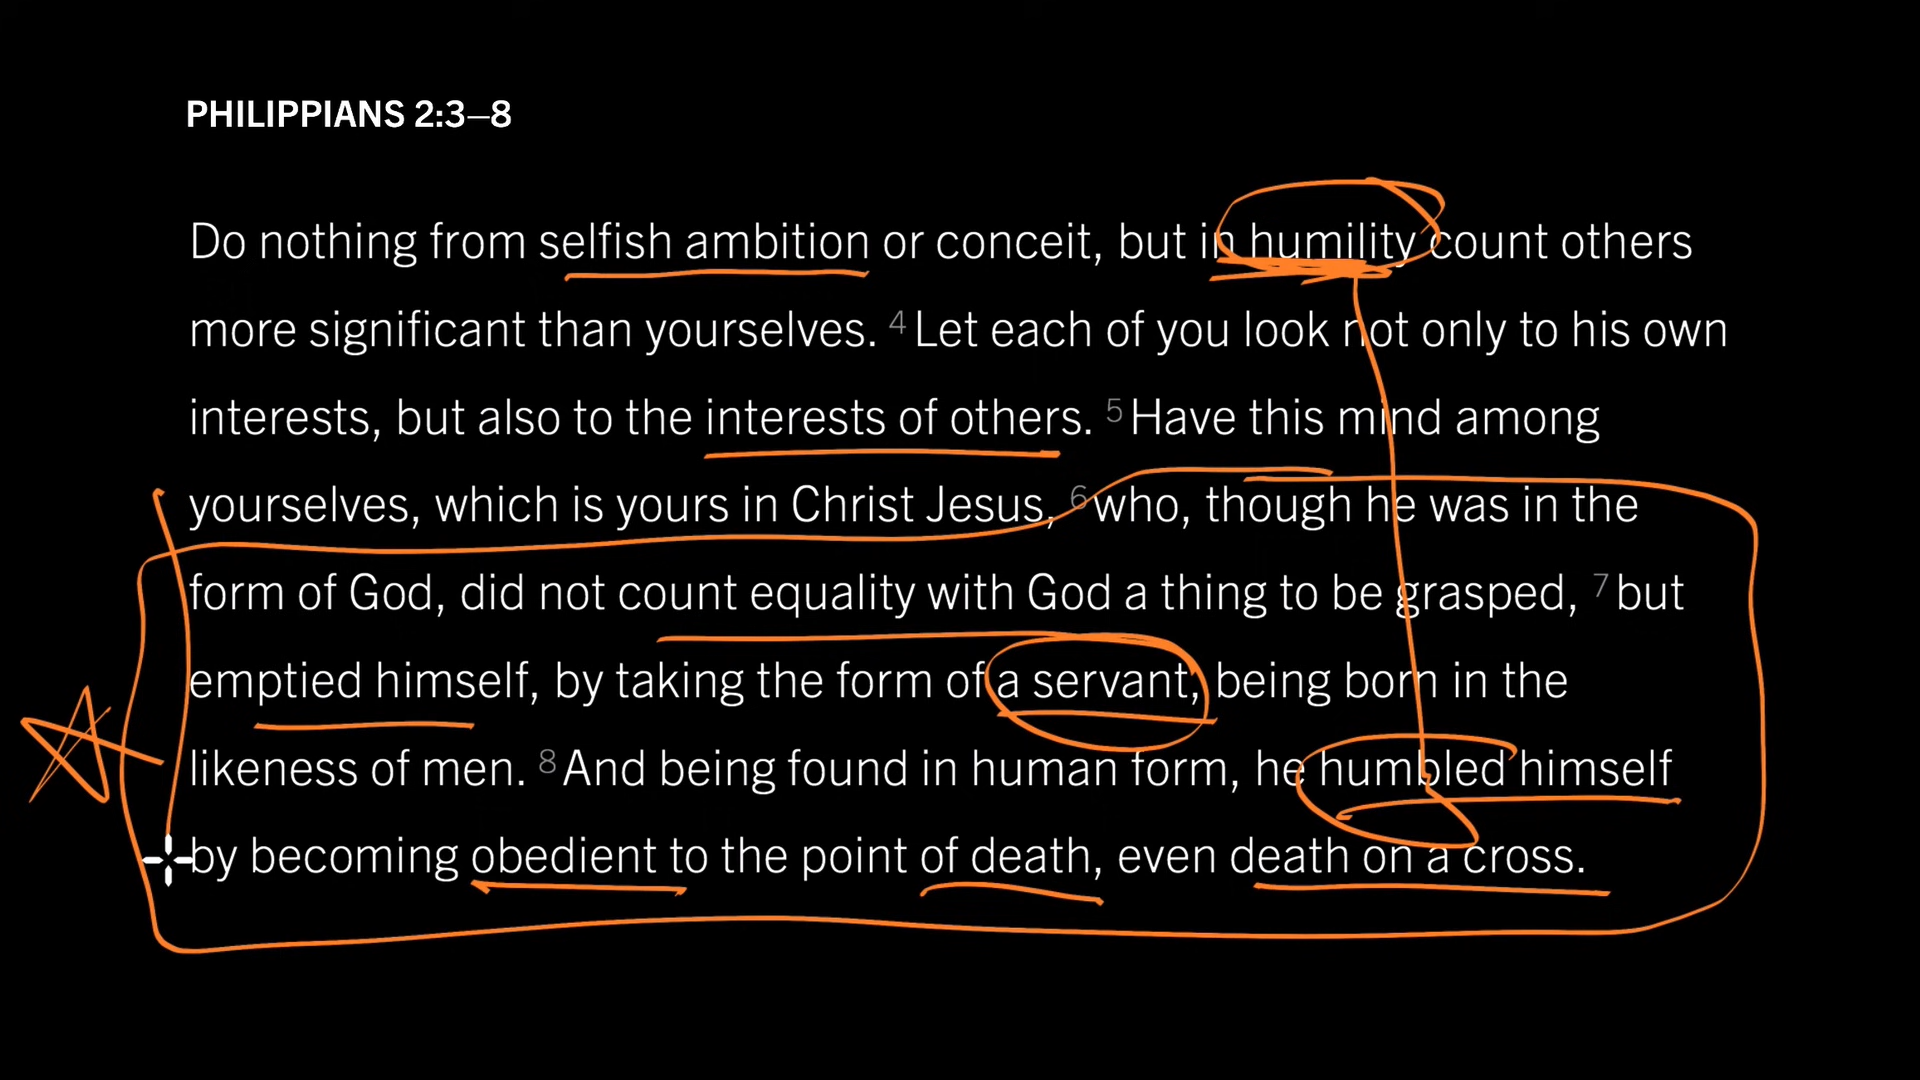 PHILIPPIANS 2:3–8
Do nothing from selfish ambition or conceit, but in humility count others
more significant than yourselves. 4 Let each of you look not only to his own
interests, but also to the interests of others. 5 Have this mind among
yourselves, which is yours in Christ Jesus, 6 who, though he was in the
form of God, did not count equality with God a thing to be grasped, 7 but
emptied himself, by taking the form of a servant, being born in the
likeness of men. 8 And being found in human form, he humbled himself
by becoming obedient to the point of death, even death on a cross.